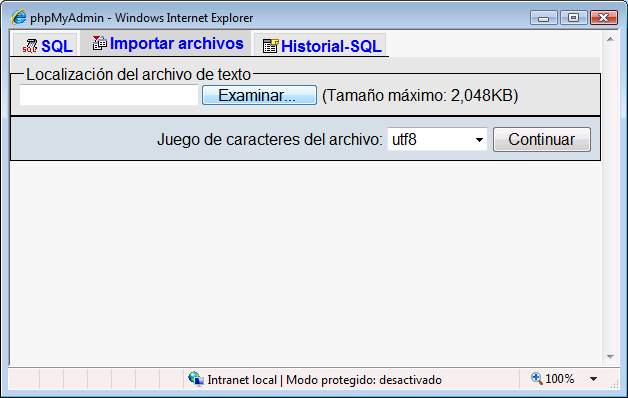 phpMyAdmin - Windows Internet Explorer
SQL Importar archivos Historial-SQL
Localización del archivo de texto
Examinar... (Tamaño máximo: 2,048KB)
Juego de caracteres del archivo: utf8 Continuar
Intranet local | Modo protegido: desactivado 100%